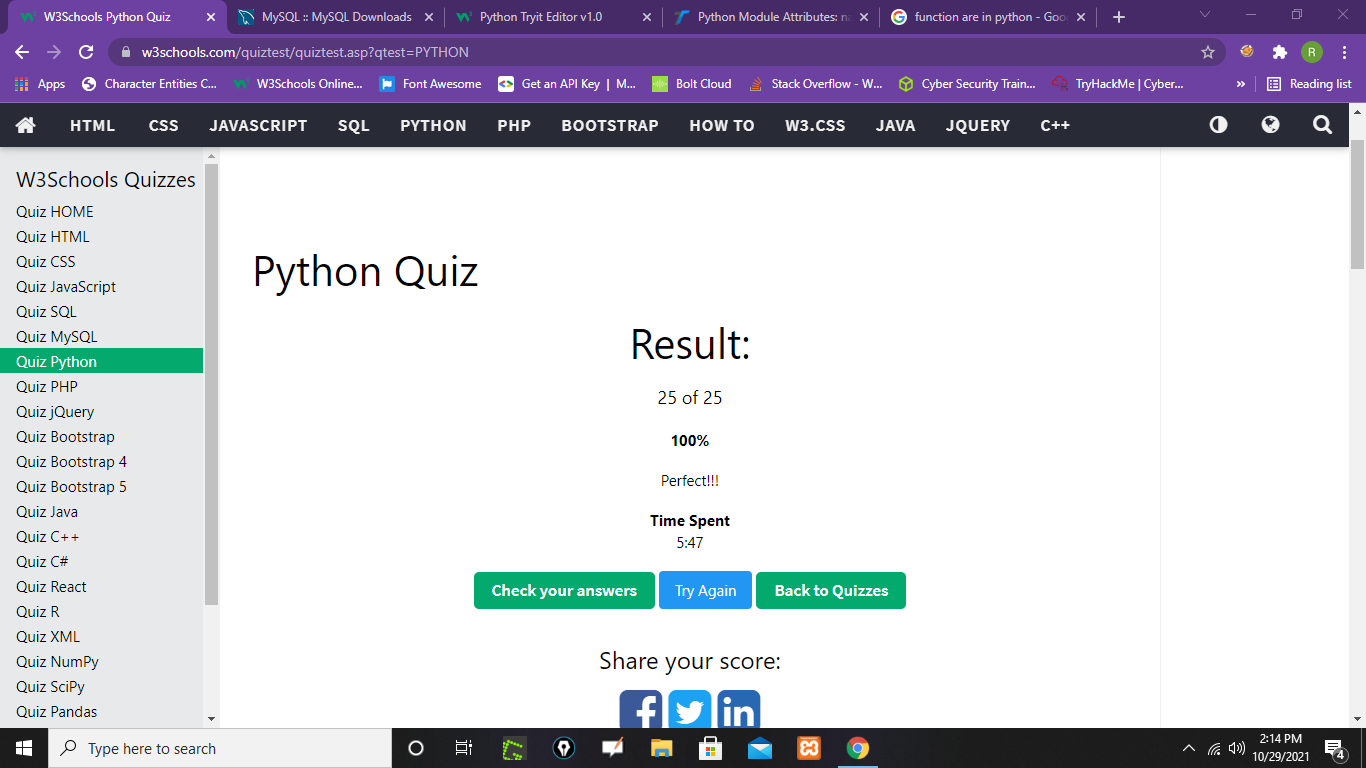 W3Schools Python Quiz
MySQL :: MySQL Downloads
Python Tryit Editor v1.0
Python Module Attributes: na
function are in python - Goo
w3schools.com/quiztest/quiztest.asp?qtest=PYTHON
R
Apps
Character Entities C...
W3Schools Online...
Font Awesome
Get an API Key | M...
Bolt Cloud
Stack Overflow - W...
Cyber Security Train...
TryHackMe | Cyber...
»
Reading list
HTML
CSS
JAVASCRIPT
SQL
PYTHON
PHP
BOOTSTRAP
HOW TO
W3.CSS
JAVA
JQUERY
C++
W3Schools Quizzes
Quiz HOME
Quiz HTML
Quiz CSS
Quiz JavaScript
Quiz SQL
Quiz MySQL
Quiz Python
Quiz PHP
Quiz jQuery
Quiz Bootstrap
Quiz Bootstrap 4
Quiz Bootstrap 5
Quiz Java
Quiz C++
Quiz C#
Quiz React
Quiz R
Quiz XML
Quiz NumPy
Quiz SciPy
Quiz Pandas
Python Quiz
Result:
25 of 25
100%
Perfect!!!
Time Spent
5:47
Check your answers
Try Again
Back to Quizzes
Share your score:
Type here to search
2:14 PM
10/29/2021
4